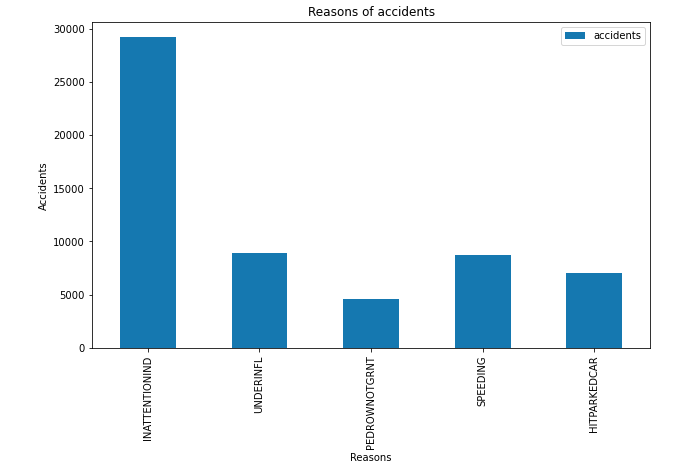 Reasons of accidents
accidents
Accidents
30000
25000
20000
15000
10000
5000
0
INATTENTIONIND
UNDERINFL
PEDROWNOTGRNT
SPEEDING
HITPARKEDCAR
Reasons